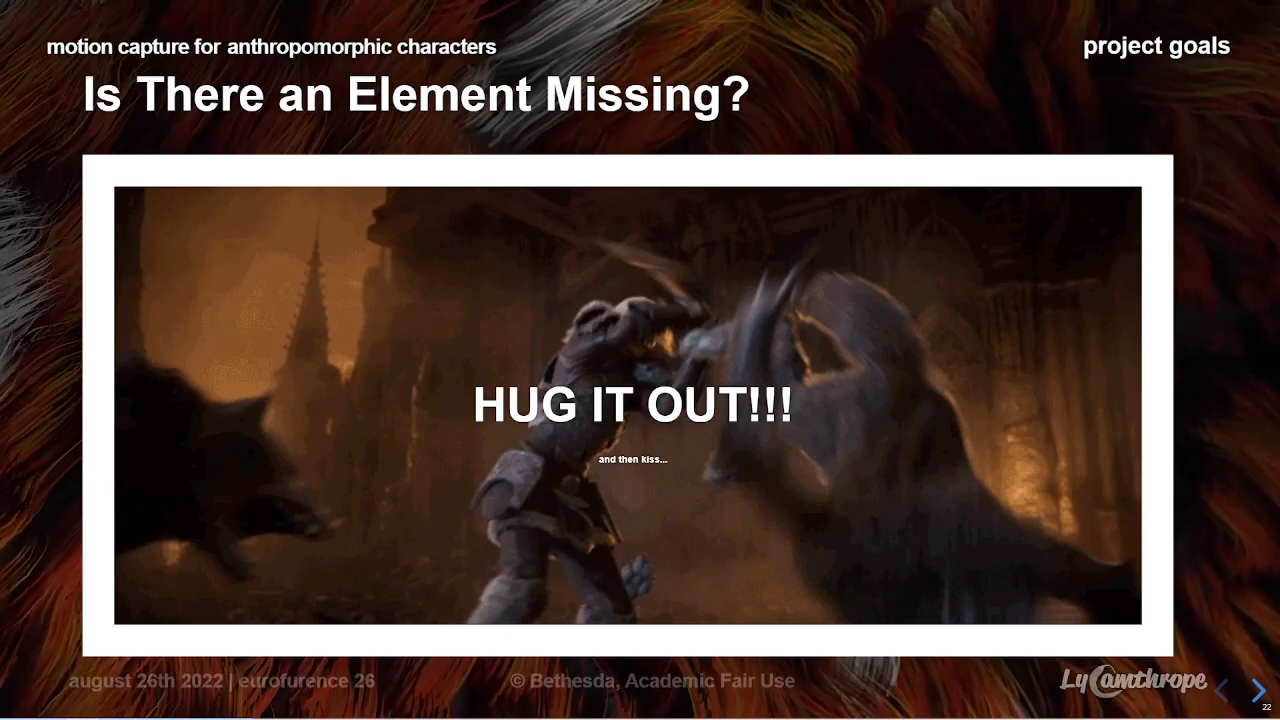 motion capture for anthropomorphic characters
project goals
Is There an Element Missing?
HUG IT OUT!!!
and then kiss...
august 26th 2022 | eurofurence 26
© Bethesda, Academic Fair Use
LyCamthrope
22